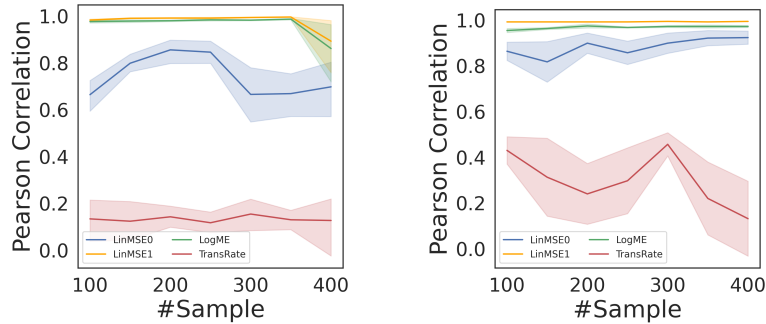 Pearson Correlation
1.0
0.8
0.6
0.4
0.2
0.0
LinMSE0
LinMSE1
LogME
TransRate
100
200
300
400
#Sample
Pearson Correlation
1.0
0.8
0.6
0.4
0.2
0.0
LinMSE0
LinMSE1
LogME
TransRate
100
200
300
400
#Sample